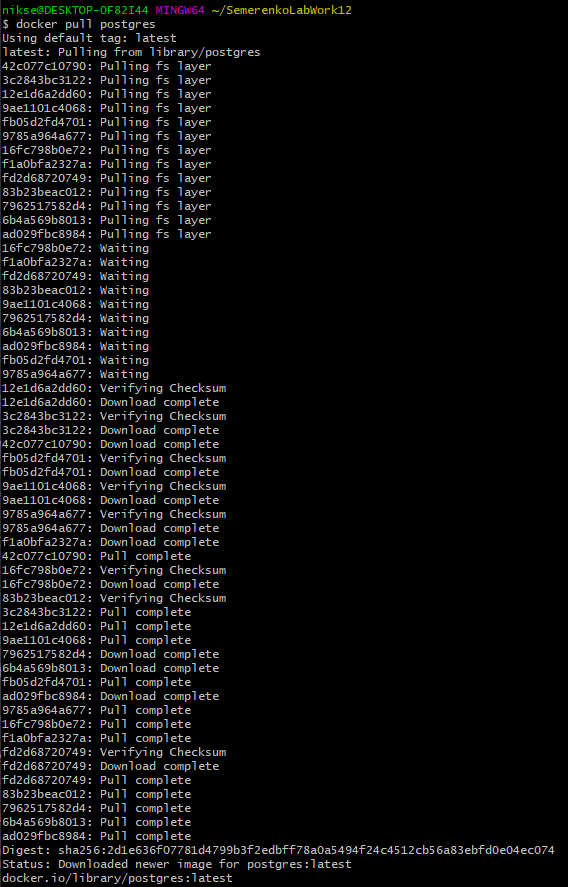 nikse@DESKTOP-OF82I44 MINGW64 ~/SemerenkoLabWork12
$ docker pull postgres
Using default tag: latest
latest: Pulling from library/postgres
42c077c10790: Pulling fs layer
3c2843bc3122: Pulling fs layer
12e1d6a2dd60: Pulling fs layer
9ae1101c4068: Pulling fs layer
fb05d2fd4701: Pulling fs layer
9785a964a677: Pulling fs layer
16fc798b0e72: Pulling fs layer
f1a0bfa2327a: Pulling fs layer
fd2d68720749: Pulling fs layer
83b23beac012: Pulling fs layer
7962517582d4: Pulling fs layer
6b4a569b8013: Pulling fs layer
ad029fbc8984: Pulling fs layer
16fc798b0e72: Waiting
f1a0bfa2327a: Waiting
fd2d68720749: Waiting
83b23beac012: Waiting
9ae1101c4068: Waiting
7962517582d4: Waiting
6b4a569b8013: Waiting
ad029fbc8984: Waiting
fb05d2fd4701: Waiting
9785a964a677: Waiting
12e1d6a2dd60: Verifying Checksum
12e1d6a2dd60: Download complete
3c2843bc3122: Verifying Checksum
3c2843bc3122: Download complete
42c077c10790: Download complete
fb05d2fd4701: Verifying Checksum
fb05d2fd4701: Download complete
9ae1101c4068: Verifying Checksum
9ae1101c4068: Download complete
9785a964a677: Verifying Checksum
9785a964a677: Download complete
f1a0bfa2327a: Download complete
42c077c10790: Pull complete
16fc798b0e72: Verifying Checksum
16fc798b0e72: Download complete
83b23beac012: Verifying Checksum
3c2843bc3122: Pull complete
12e1d6a2dd60: Pull complete
9ae1101c4068: Pull complete
7962517582d4: Download complete
6b4a569b8013: Download complete
fb05d2fd4701: Pull complete
ad029fbc8984: Download complete
9785a964a677: Pull complete
16fc798b0e72: Pull complete
f1a0bfa2327a: Pull complete
fd2d68720749: Verifying Checksum
fd2d68720749: Download complete
fd2d68720749: Pull complete
83b23beac012: Pull complete
7962517582d4: Pull complete
6b4a569b8013: Pull complete
ad029fbc8984: Pull complete
Digest: sha256:2d1e636f07781d4799b3f2edbff78a0a5494f24c4512cb56a83ebfd0e04ec074
Status: Downloaded newer image for postgres:latest
docker.io/library/postgres:latest